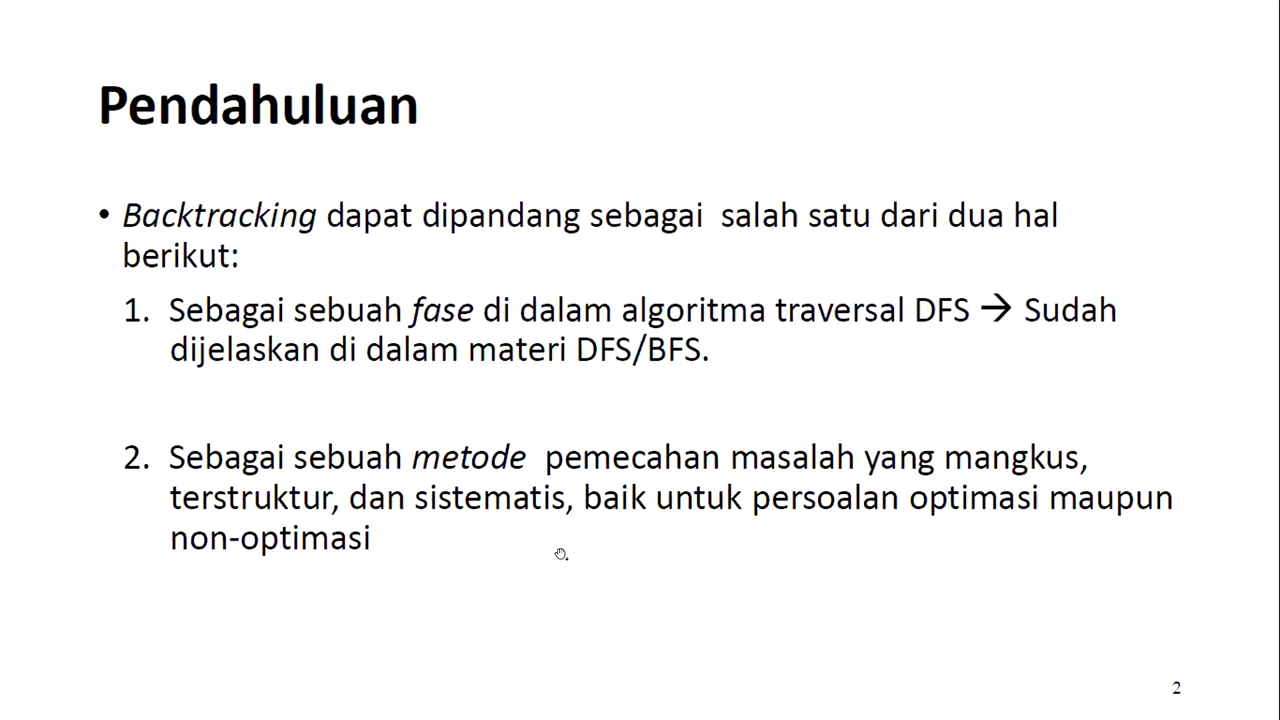 Pendahuluan
• Backtracking dapat dipandang sebagai salah satu dari dua hal
berikut:
1. Sebagai sebuah fase di dalam algoritma traversal DFS → Sudah
dijelaskan di dalam materi DFS/BFS.
2. Sebagai sebuah metode pemecahan masalah yang mangkus,
terstruktur, dan sistematis, baik untuk persoalan optimasi maupun
non-optimasi
2